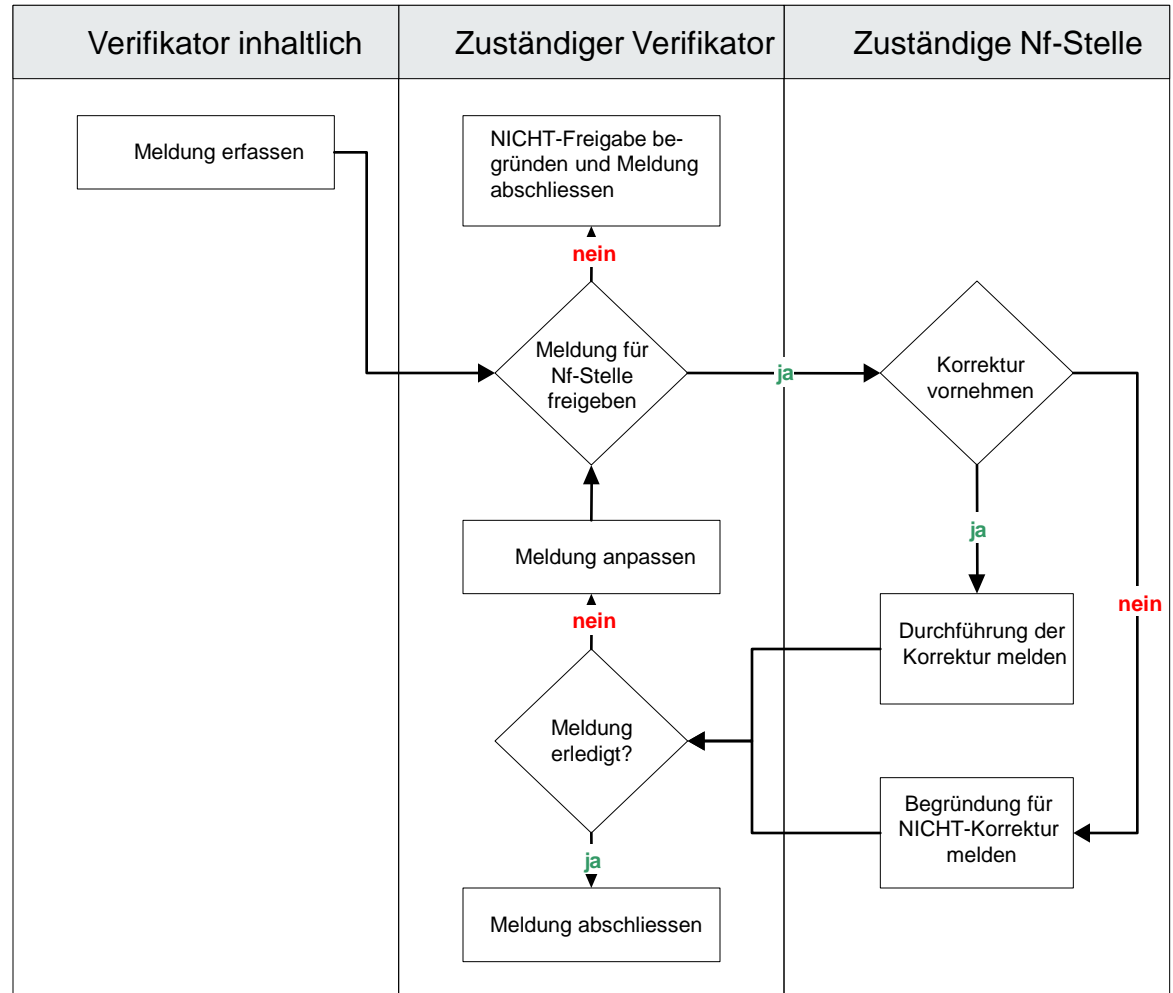 Verifikator inhaltlich
Zuständiger Verifikator
Zuständige Nf-Stelle
Meldung erfassen
NICHT-Freigabe be-
gründen und Meldung
abschliessen
nein
Meldung für
Nf-Stelle
freigeben
ja
Korrektur
vornehmen
ja
nein
Meldung anpassen
nein
Durchführung der
Korrektur melden
Meldung
erledigt?
Begründung für
NICHT-Korrektur
melden
ja
Meldung abschliessen